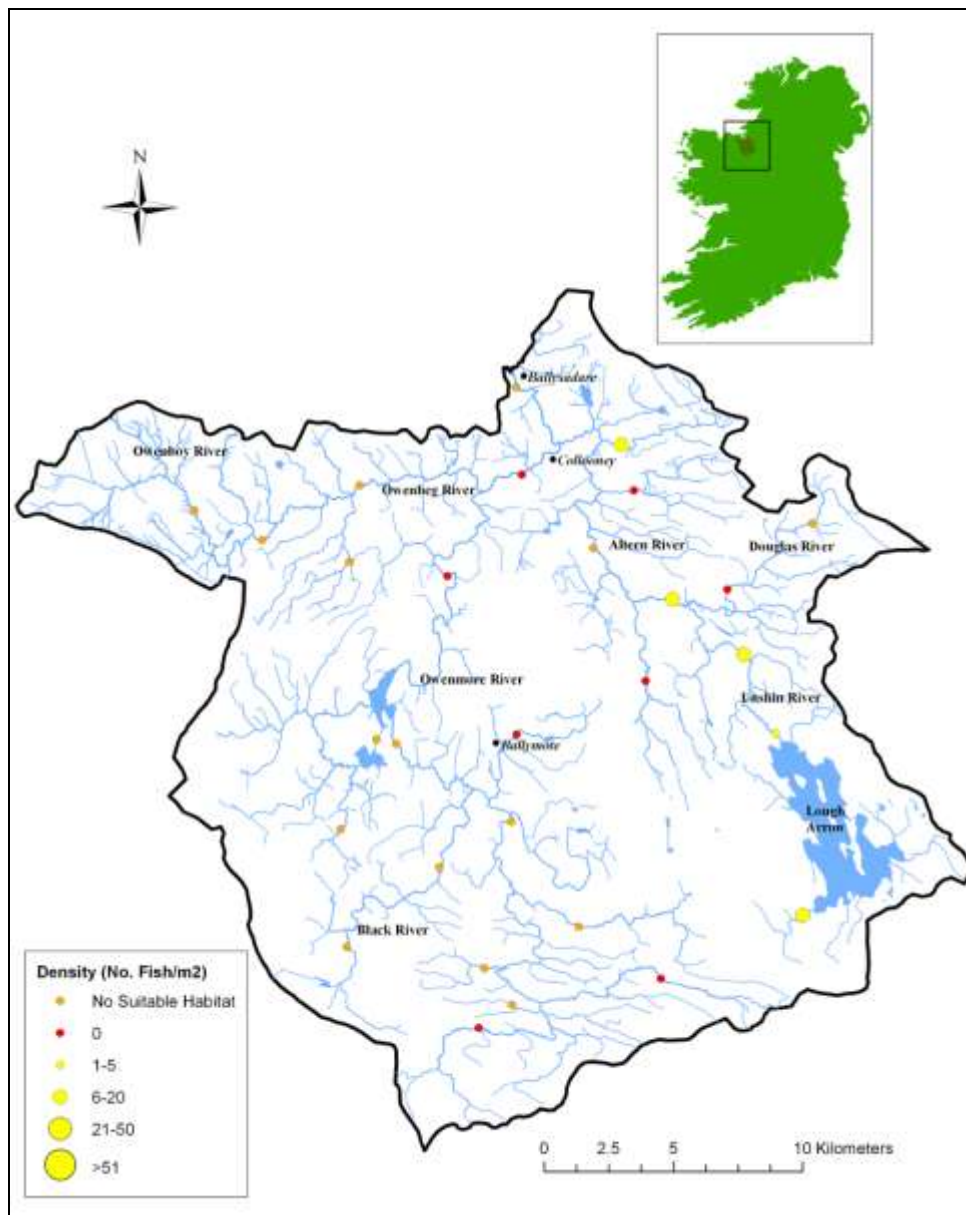 N
Ballysadare
Owenboy River
Collooney
Owenbeg River
Alteen River
Douglas River
Owenmore River
Unshin River
Ballymote
Lough
Arrow
Black River
Density (No. Fish/m2)
No Suitable Habitat
0
1-5
6-20
21-50
>51
0 2.5 5 10 Kilometers